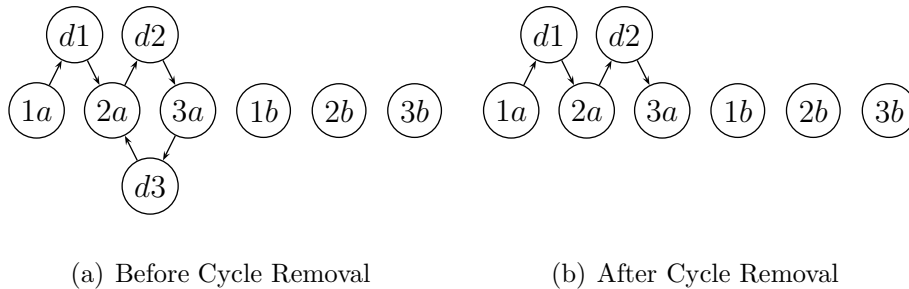 d1 d2 d1 d2
1a 2a 3a 1b 2b 3b 1a 2a 3a 1b 2b 3b
d3
(a) Before Cycle Removal (b) After Cycle Removal